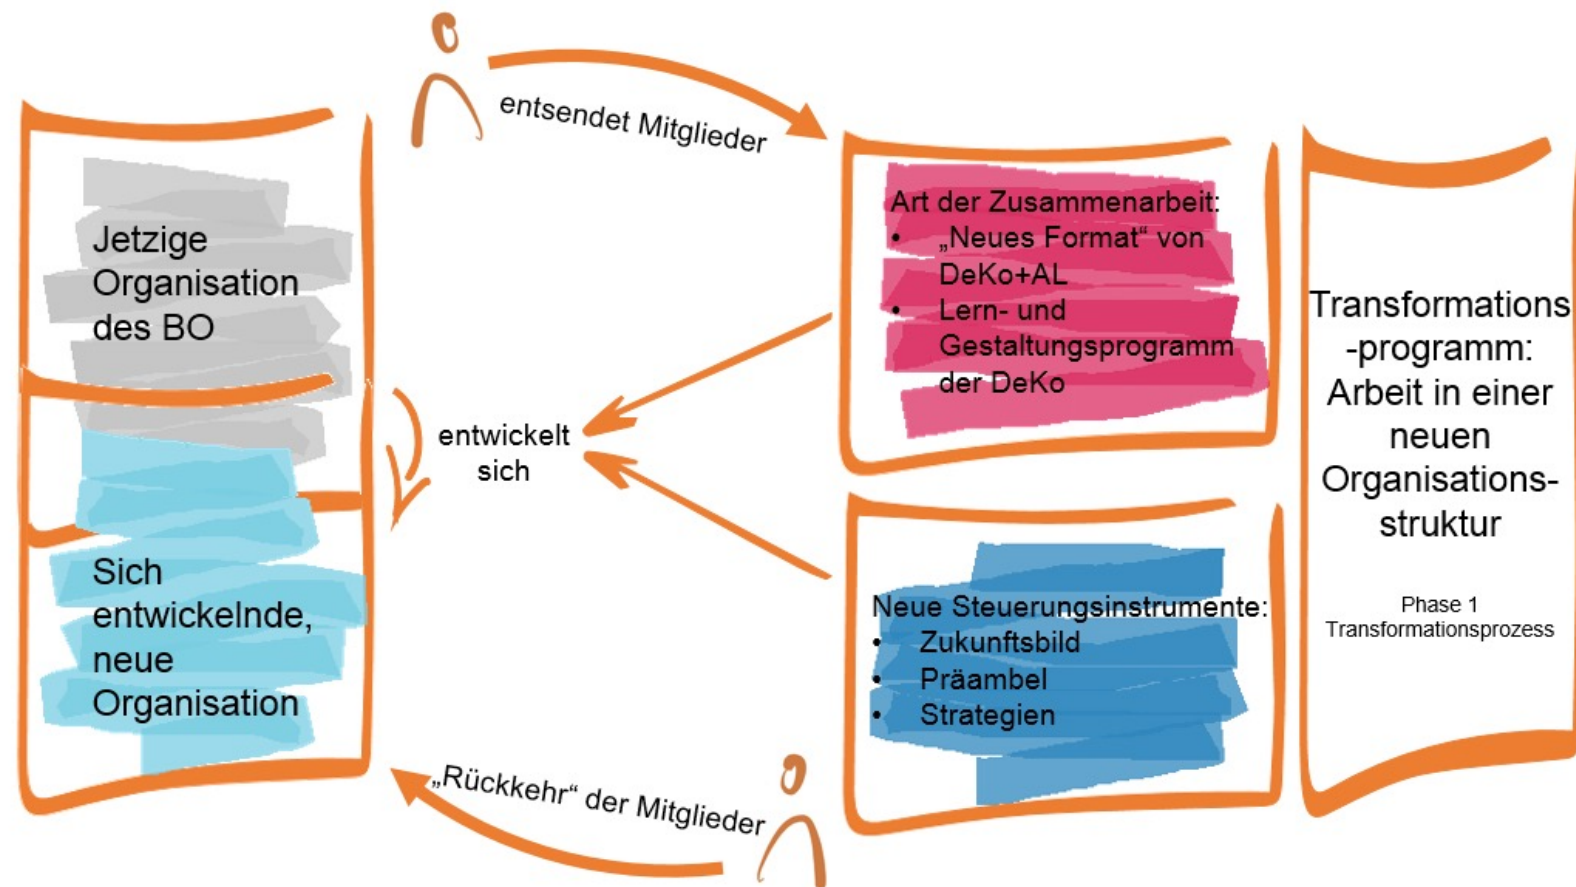 entsendet Mitglieder
Jetzige
Organisation
des BO
Sich
entwickelnde,
neue
Organisation
entwickelt
sich
Art der Zusammenarbeit:
• „Neues Format“ von
DeKo+AL
• Lern- und
Gestaltungsprogramm
der DeKo
Neue Steuerungsinstrumente:
• Zukunftsbild
• Präambel
• Strategien
„Rückkehr“ der Mitglieder
Transformations
-programm:
Arbeit in einer
neuen
Organisations-
struktur
Phase 1
Transformationsprozess